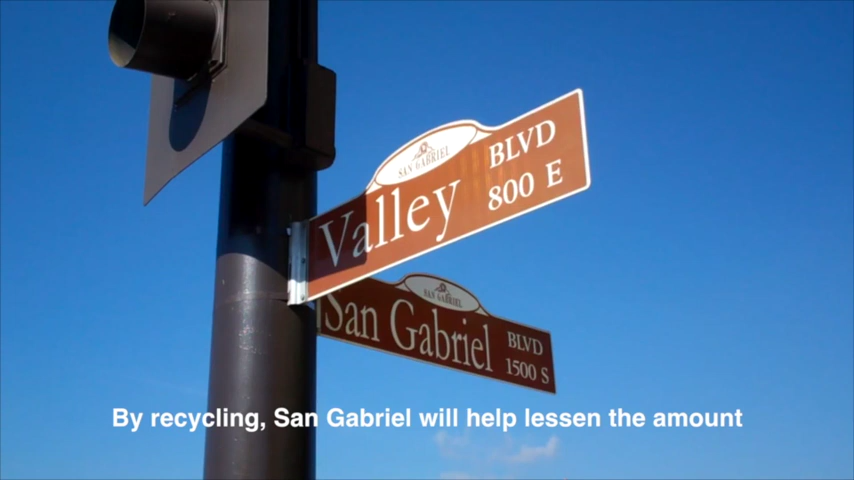 SAN GABRIEL
Valley BLVD
800 E
SAN GABRIEL
San Gabriel BLVD
1500 S
By recycling, San Gabriel will help lessen the amount